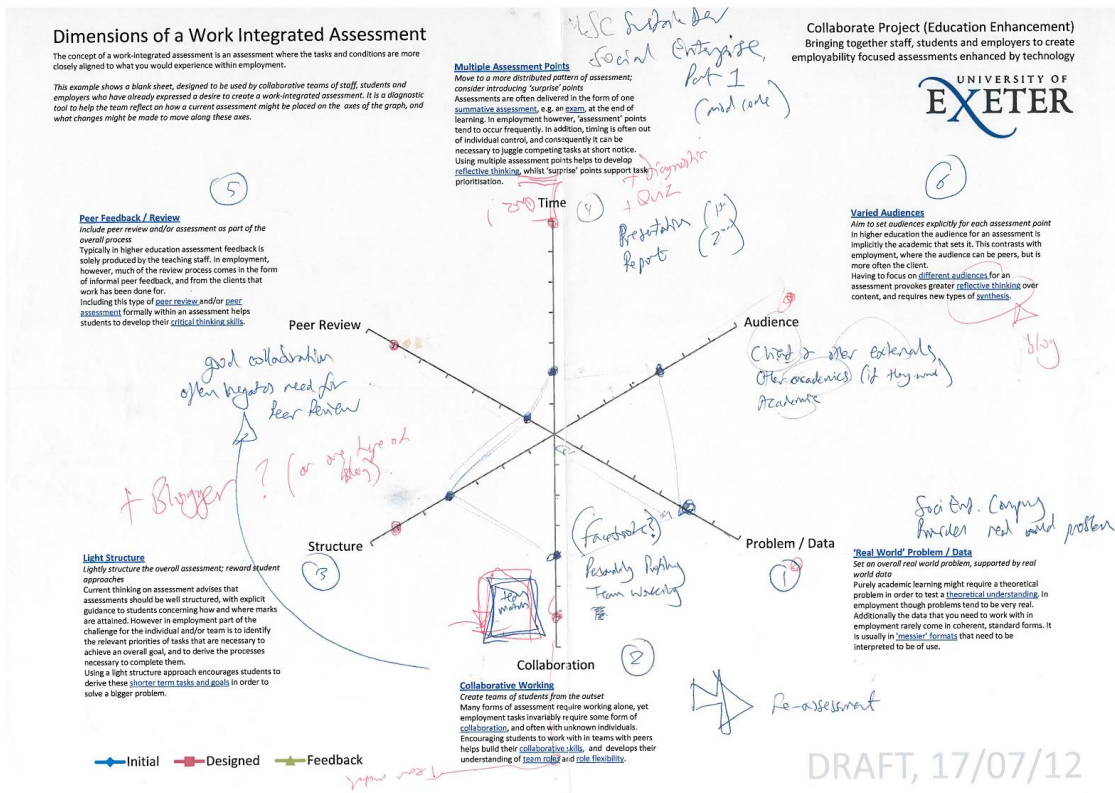 Dimensions of a Work Integrated Assessment
The concept of a work-integrated assessment is an assessment where the tasks and conditions are more
closely aligned to what you would experience within employment.
This example shows a blank sheet, designed to be used by collaborative teams of staff, students and
employers who have already expressed a desire to create a work-integrated assessment. It is a diagnostic
tool to help the team reflect on how a current assessment might be placed on the axes of the graph, and
what changes might be made to move along these axes.
Social Enterprise,
Part 1
(mod code)
Collaborate Project (Education Enhancement)
Bringing together staff, students and employers to create
employability focused assessments enhanced by technology
UNIVERSITY OF
EXETER
Multiple Assessment Points
Move to a more distributed pattern of assessment;
consider introducing 'surprise' points
Assessments are often delivered in the form of one
summative assessment, e.g. an exam, at the end of
learning. In employment however, 'assessment' points
tend to occur frequently. In addition, timing is often out
of individual control, and consequently it can be
necessary to juggle competing tasks at short notice.
Using multiple assessment points helps to develop
reflective thinking, whilst 'surprise' points support task
prioritisation.
+ Diagnostic
+ Quiz
Time
4
Presentation (1st)
Report (2nd)
5
Peer Feedback / Review
Include peer review and/or assessment as part of the
overall process
Typically in higher education assessment feedback is
solely produced by the teaching staff. In employment,
however, much of the review process comes in the form
of informal peer feedback, and from the clients that
work has been done for.
Including this type of peer review and/or peer
assessment formally within an assessment helps
students to develop their critical thinking skills.
6
Varied Audiences
Aim to set audiences explicitly for each assessment point
In higher education the audience for an assessment is
implicitly the academic that sets it. This contrasts with
employment, where the audience can be peers, but is
more often the client.
Having to focus on different audiences for an
assessment provokes greater reflective thinking over
content, and requires new types of synthesis.
blog
Peer Review
Audience
Client & other externals
Other academics (if they want)
Academic
good collaboration
often negates need for
Peer Review
+ Blogger ? (or one type of
blog).
Structure
3
Light Structure
Lightly structure the overall assessment; reward student
approaches
Current thinking on assessment advises that
assessments should be well structured, with explicit
guidance to students concerning how and where marks
are attained. However in employment part of the
challenge for the individual and/or team is to identify
the relevant priorities of tasks that are necessary to
achieve an overall goal, and to derive the processes
necessary to complete them.
Using a light structure approach encourages students to
derive these shorter term tasks and goals in order to
solve a bigger problem.
(Facebook?)
Personality Profiling
Team Working
team
Problem / Data
1
Soci Ent. Company
Provides real world problem
'Real World' Problem / Data
Set an overall real world problem, supported by real
world data
Purely academic learning might require a theoretical
problem in order to test a theoretical understanding. In
employment though problems tend to be very real.
Additionally the data that you need to work with in
employment rarely come in coherent, standard forms. It
is usually in 'messier' formats that need to be
interpreted to be of use.
Collaboration
2
Collaborative Working
Create teams of students from the outset
Many forms of assessment require working alone, yet
employment tasks invariably require some form of
collaboration, and often with unknown individuals.
Encouraging students to work with in teams with peers
helps build their collaborative skills, and develops their
understanding of team roles and role flexibility.
Re-assessment
Initial
Designed
Feedback
DRAFT, 17/07/12